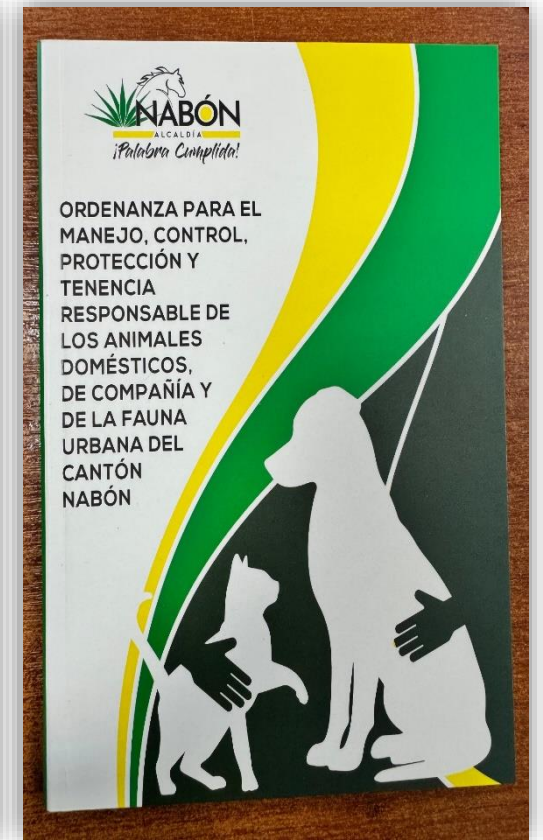 NABÓN
ALCALDÍA
¡Palabra Cumplida!
ORDENANZA PARA EL
MANEJO, CONTROL,
PROTECCIÓN Y
TENENCIA
RESPONSABLE DE
LOS ANIMALES
DOMÉSTICOS,
DE COMPAÑÍA Y
DE LA FAUNA
URBANA DEL
CANTÓN
NABÓN